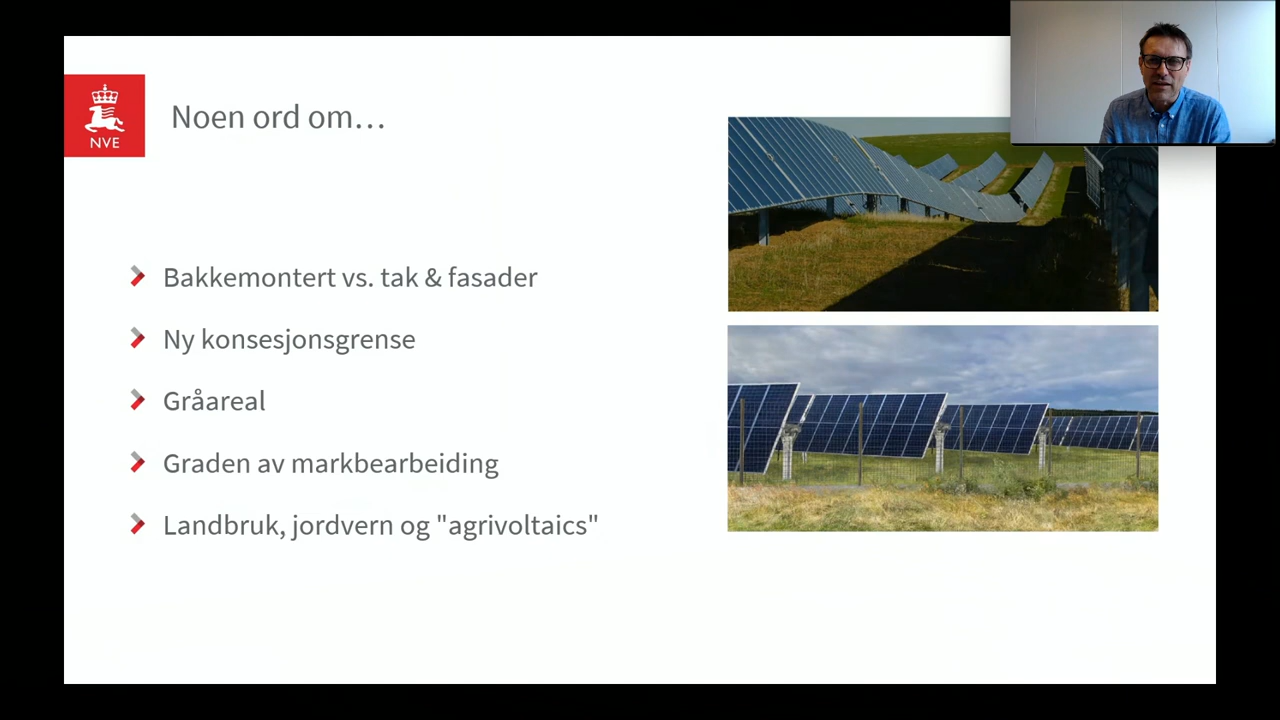 NVE
Noen ord om...
Bakkemontert vs. tak & fasader
Ny konsesjonsgrense
Gråareal
Graden av markbearbeiding
Landbruk, jordvern og "agrivoltaics"